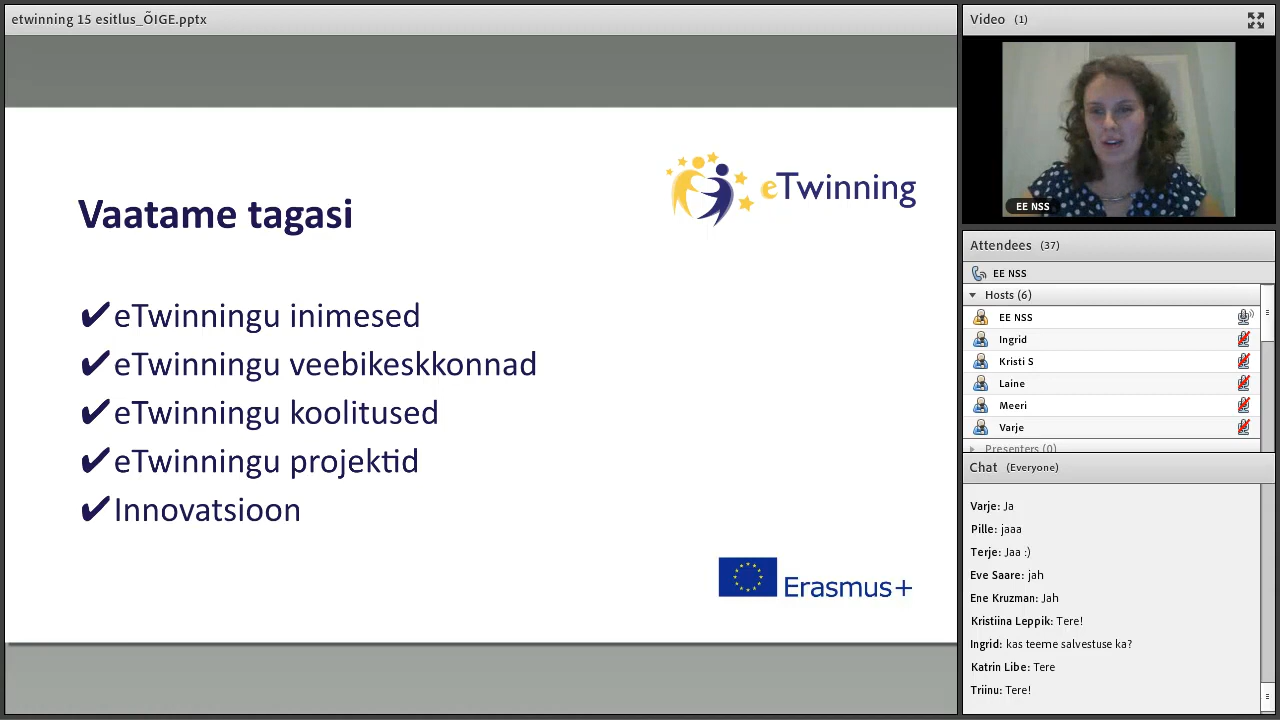 etwinning 15 esitlus_ÕIGE.pptx
Vaatame tagasi
eTwinning
✔eTwinningu inimesed
✔eTwinningu veebikeskkonnad
✔eTwinningu koolitused
✔eTwinningu projektid
✔Innovatsioon
Erasmus+
Video (1)
EE NSS
Attendees (37)
EE NSS
Hosts (6)
EE NSS
Ingrid
Kristi S
Laine
Meeri
Varje
Presenters (0)
Chat (Everyone)
Varje: Ja
Pille: jaaa
Terje: Jaa :)
Eve Saare: jah
Ene Kruzman: Jah
Kristiina Leppik: Tere!
Ingrid: kas teeme salvestuse ka?
Katrin Libe: Tere
Triinu: Tere!